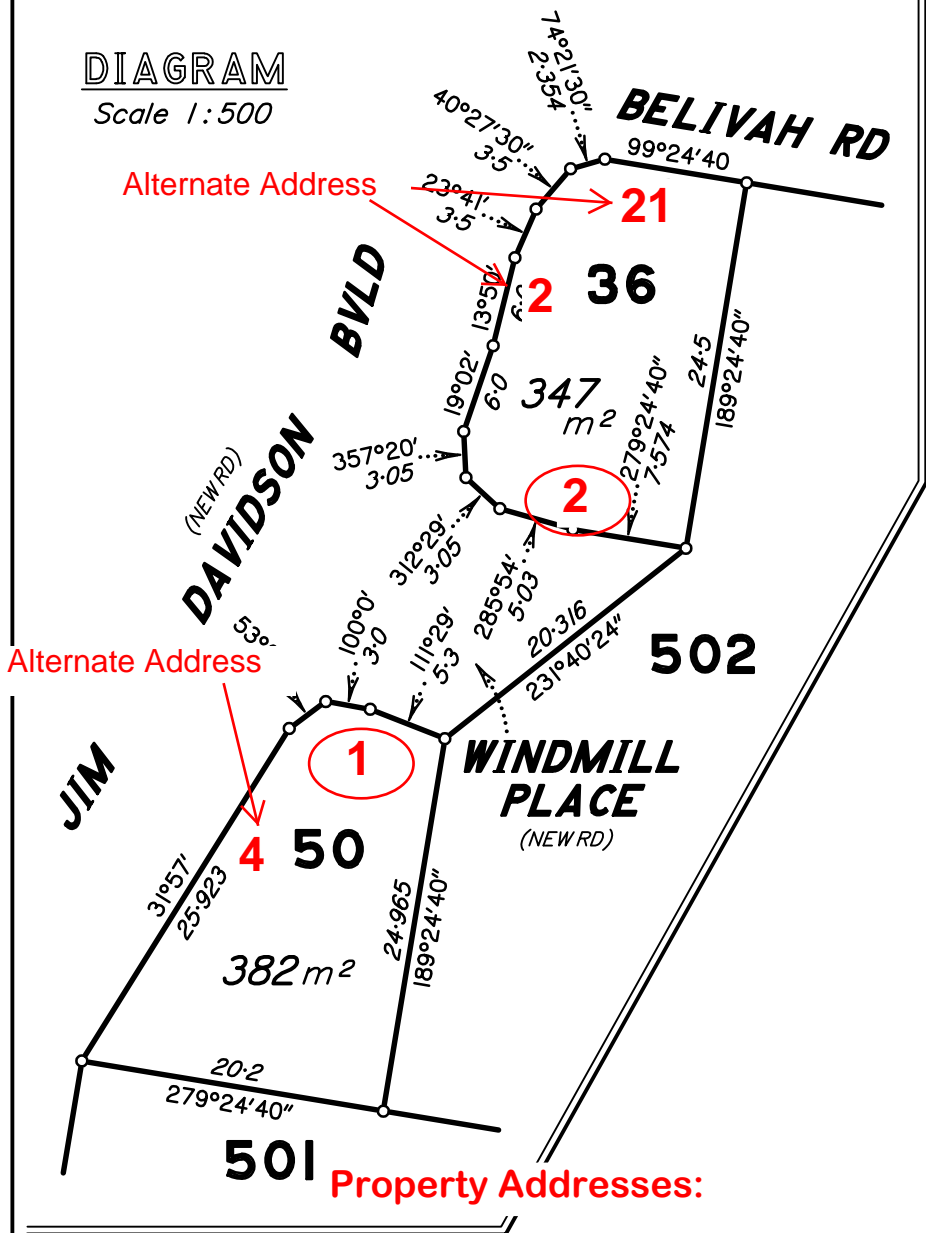 DIAGRAM
Scale 1:500
74°21'30"
2·354
40°27'30"
3·5
BELIVAH RD
99°24'40
Alternate Address
23°41'
3·5
21
36
2
13°50'
BVLD
19°02'
6·0
347
m²
24·5
189°24'40"
279°24'40"
7·574
357°20'
3·05
2
(NEW RD)
DAVIDSON
312°29'
3·05
285°54'
5·03
20·316
231°40'24"
502
53°
100°0'
3·0
111°29'
5·3
Alternate Address
1
WINDMILL
PLACE
(NEW RD)
JIM
4
50
31°57'
25·923
24·965
189°24'40"
382 m²
20·2
279°24'40"
501
Property Addresses: